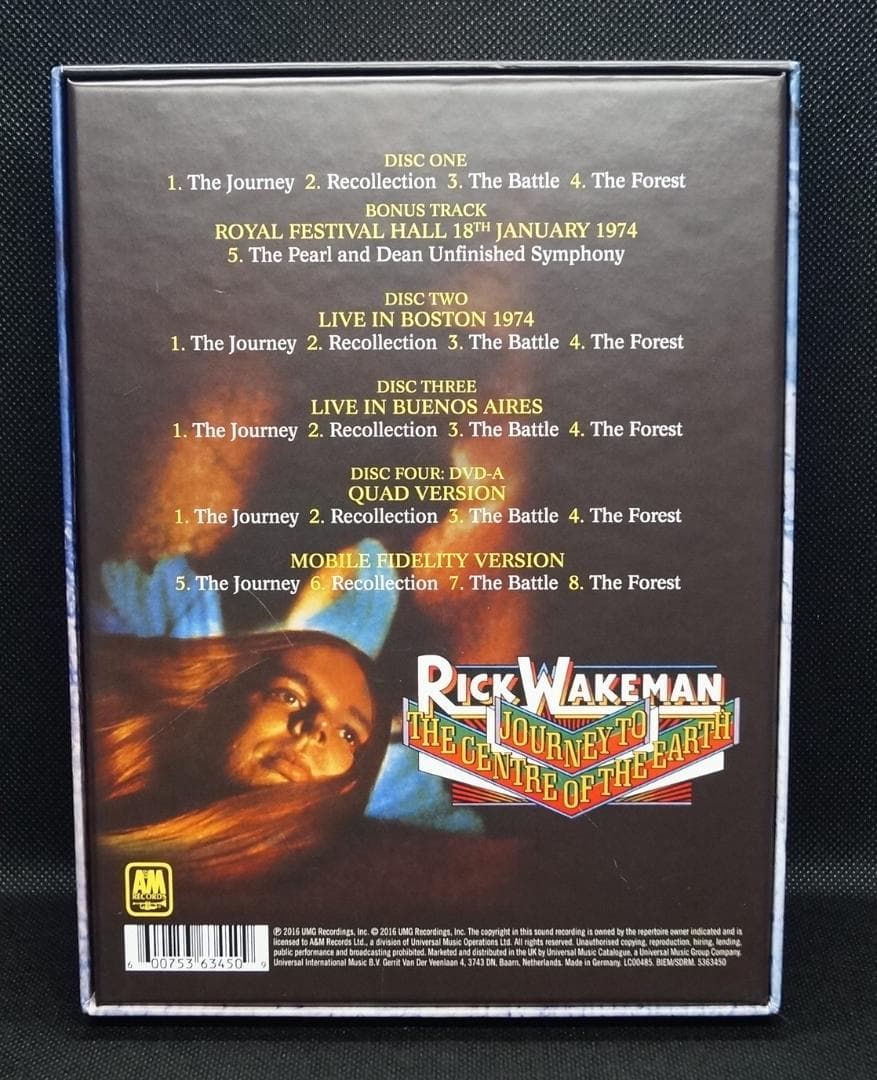 DISC ONE
1. The Journey 2. Recollection 3. The Battle 4. The Forest
BONUS TRACK
ROYAL FESTIVAL HALL 18TH JANUARY 1974
5. The Pearl and Dean Unfinished Symphony
DISC TWO
LIVE IN BOSTON 1974
1. The Journey 2. Recollection 3. The Battle 4. The Forest
DISC THREE
LIVE IN BUENOS AIRES
1. The Journey 2. Recollection 3. The Battle 4. The Forest
DISC FOUR: DVD-A
QUAD VERSION
1. The Journey 2. Recollection 3. The Battle 4. The Forest
MOBILE FIDELITY VERSION
5. The Journey 6. Recollection 7. The Battle 8. The Forest
RICK WAKEMAN
JOURNEY TO
THE CENTRE OF THE EARTH
A&M
RECORDS
℗ 2016 UMG Recordings, Inc. © 2016 UMG Recordings, Inc. The copyright in this sound recording is owned by the repertoire owner indicated and is
licensed to A&M Records Ltd., a division of Universal Music Operations Ltd. All rights reserved. Unauthorised copying, reproduction, hiring, lending,
public performance and broadcasting prohibited. Marketed and distributed in the UK by Universal Music Catalogue, a Universal Music Group Company.
Universal International Music B.V. Gerrit Van Der Veenlaan 4, 3743 DN, Baarn, Netherlands. Made in Germany. LC00485. BIEM/SDRM. 5363450
6 00753 63450 9